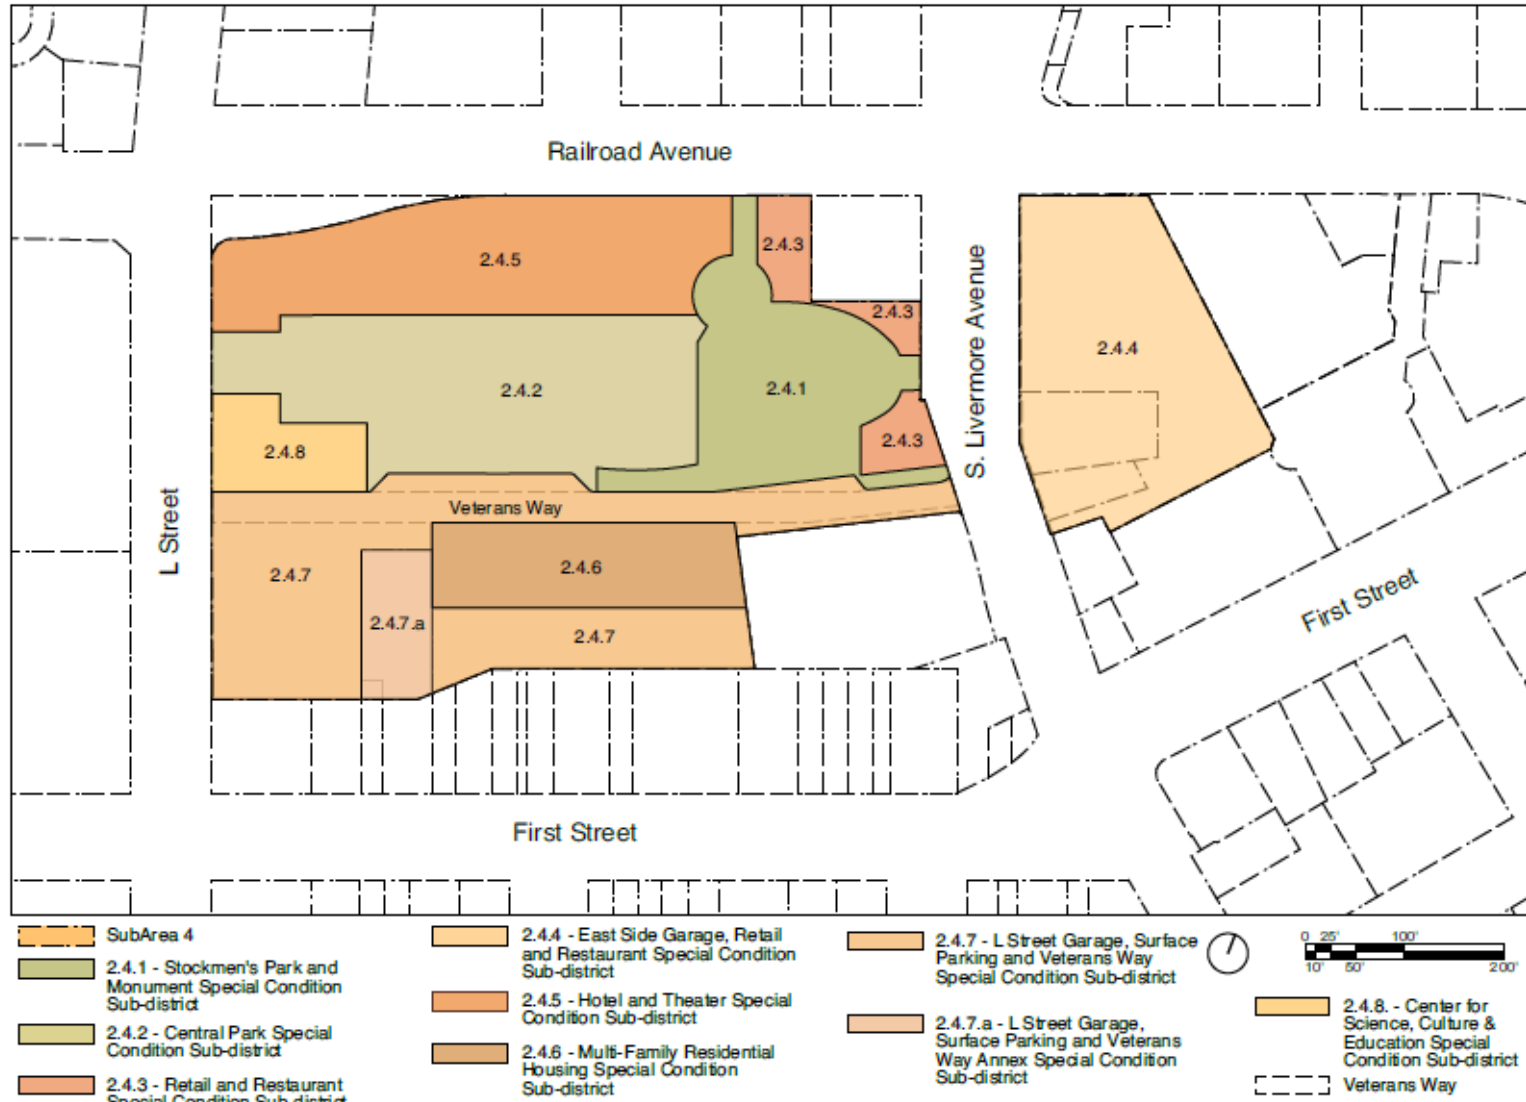 Railroad Avenue
2.4.3
2.4.5
2.4.3
2.4.4
2.4.2
2.4.1
S. Livermore Avenue
2.4.3
2.4.8
Veterans Way
L Street
2.4.7
2.4.6
2.4.7.a
2.4.7
First Street
First Street
SubArea 4
2.4.1 - Stockmen's Park and
Monument Special Condition
Sub-district
2.4.2 - Central Park Special
Condition Sub-district
2.4.3 - Retail and Restaurant
Special Condition Sub-district
2.4.4 - East Side Garage, Retail
and Restaurant Special Condition
Sub-district
2.4.5 - Hotel and Theater Special
Condition Sub-district
2.4.6 - Multi-Family Residential
Housing Special Condition
Sub-district
2.4.7 - L Street Garage, Surface
Parking and Veterans Way
Special Condition Sub-district
2.4.7.a - L Street Garage,
Surface Parking and Veterans
Way Annex Special Condition
Sub-district
0 25' 100'
10' 50' 200'
2.4.8. - Center for
Science, Culture &
Education Special
Condition Sub-district
Veterans Way